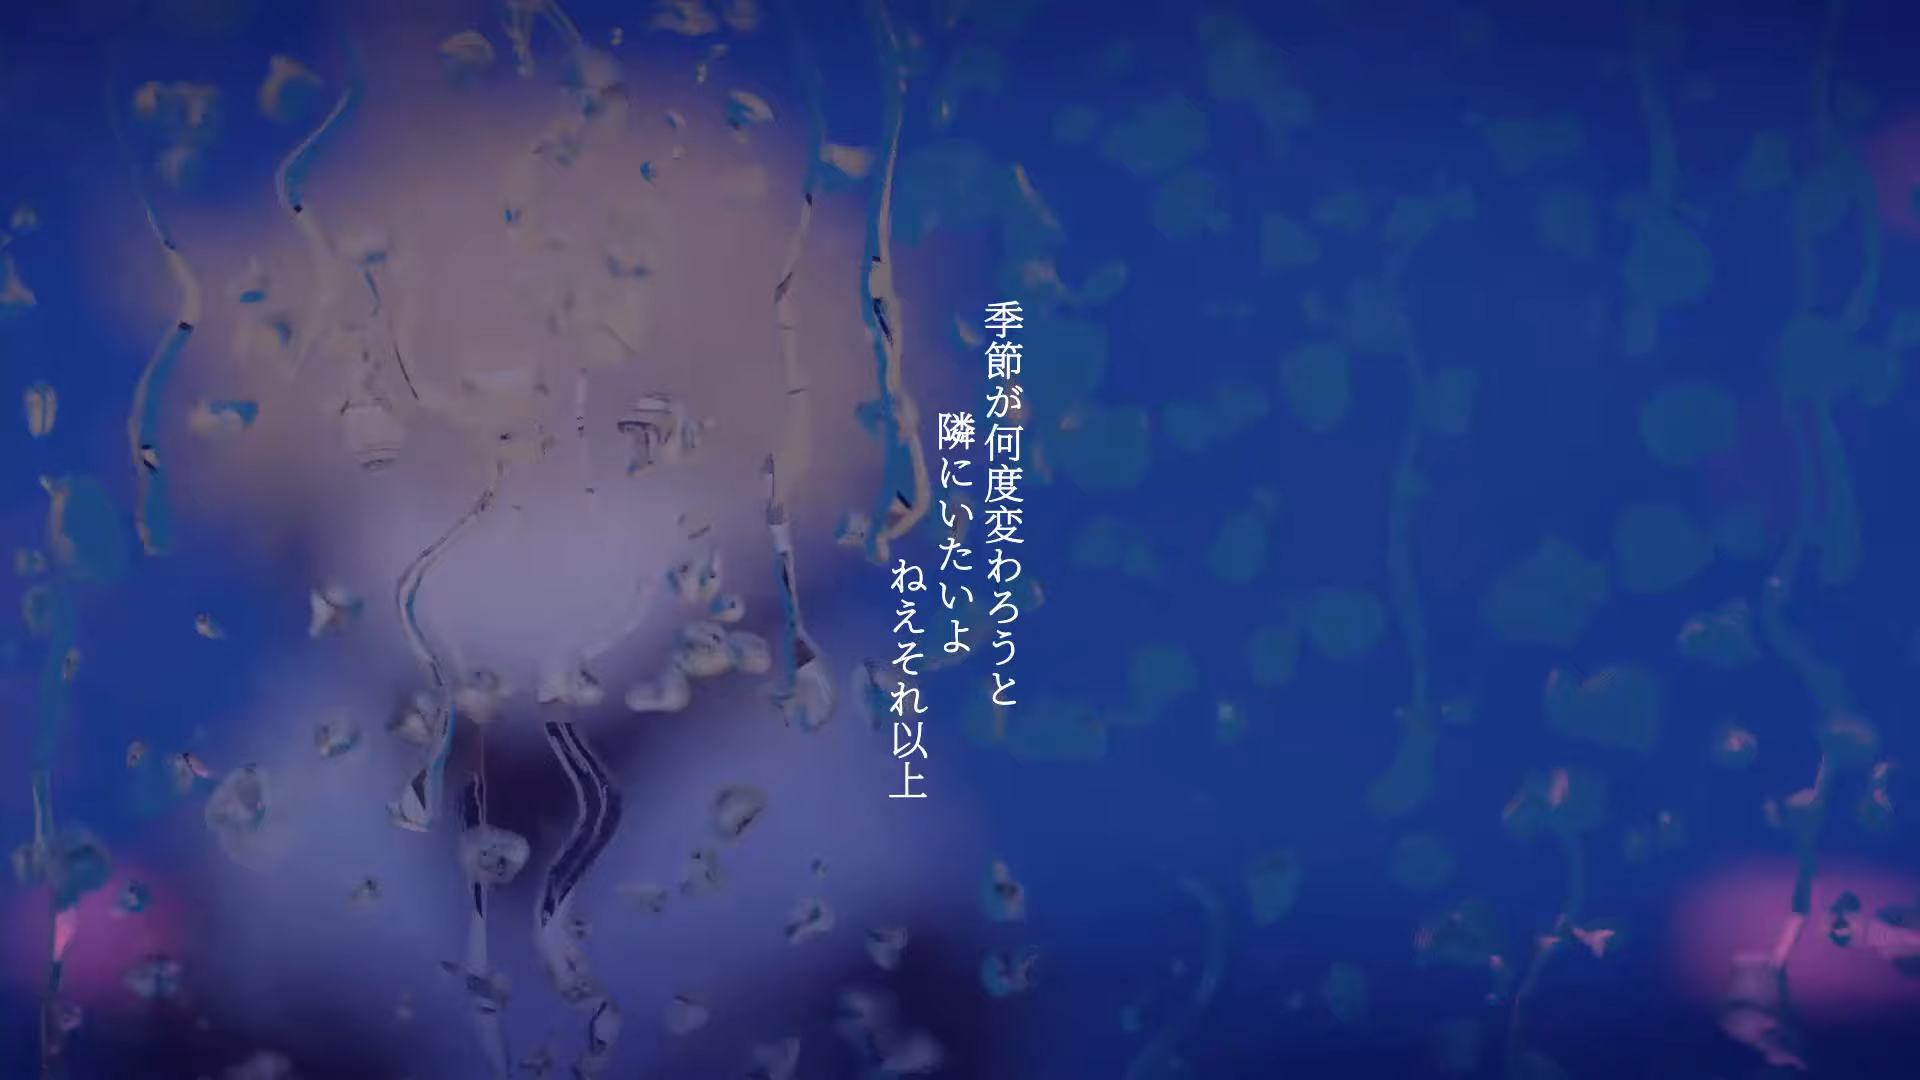 季節が何度変わろうと
隣にいたいよ
ねえそれ以上